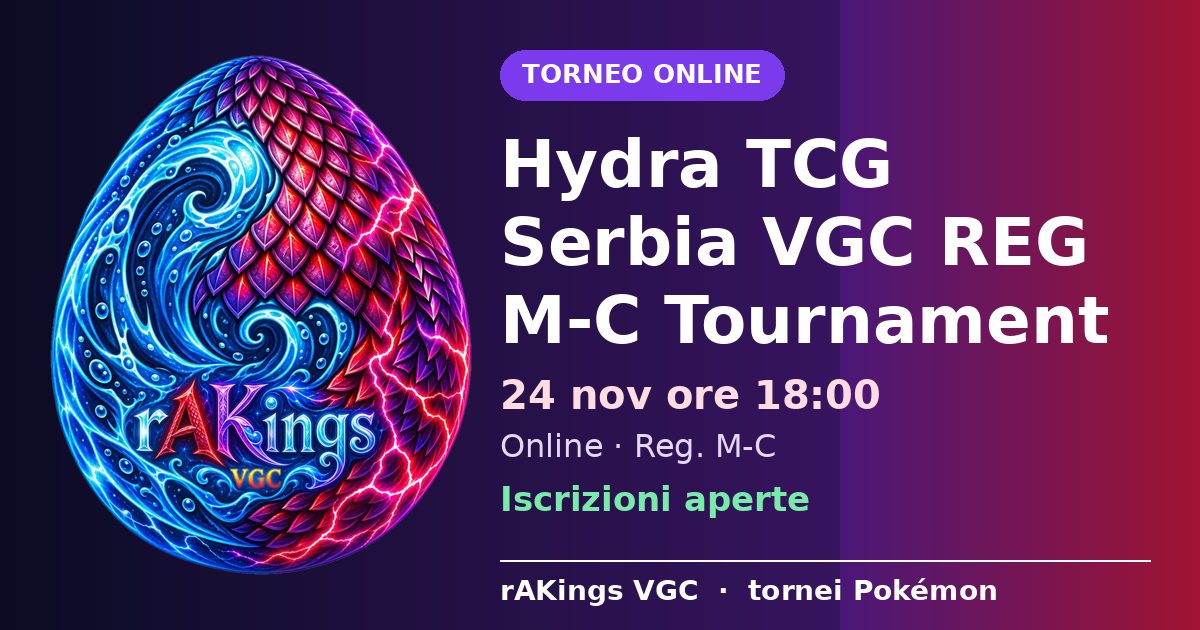 TORNEO ONLINE
Hydra TCG
Serbia VGC REG
M-C Tournament
24 nov ore 18:00
Online · Reg. M-C
Iscrizioni aperte
rAKings VGC · tornei Pokémon
rAKings
VGC